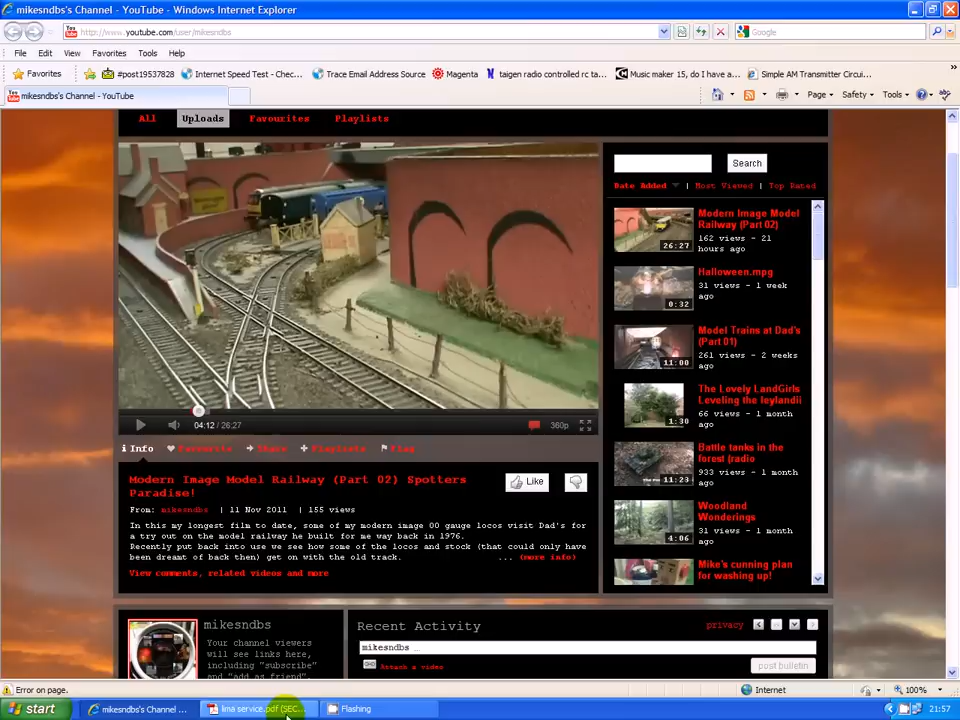 mikesndbs's Channel - YouTube - Windows Internet Explorer
http://www.youtube.com/user/mikesndbs
Google
File Edit View Favorites Tools Help
Favorites #post19537828 Internet Speed Test - Chec... Trace Email Address Source Magenta taigen radio controlled rc ta... Music maker 15, do I have a... Simple AM Transmitter Circui...
mikesndbs's Channel - YouTube
Page Safety Tools
All Uploads Favourites Playlists
Search
Date Added | Most Viewed | Top Rated
Modern Image Model
Railway (Part 02)
162 views - 21
hours ago
26:27
Halloween.mpg
31 views - 1 week
ago
0:32
Model Trains at Dad's
(Part 01)
261 views - 2 weeks
ago
11:00
The Lovely LandGirls
Leveling the leylandii
66 views - 1 month
ago
1:30
Battle tanks in the
forest (radio
933 views - 1 month
ago
11:23
Woodland
Wonderings
31 views - 1 month
ago
4:06
Mike's cunning plan
for washing up!
04:12 / 26:27
360p
Info Favourite Share Playlists Flag
Modern Image Model Railway (Part 02) Spotters
Paradise!
Like
From: mikesndbs | 11 Nov 2011 | 155 views
In this my longest film to date, some of my modern image 00 gauge locos visit Dad's for
a try out on the model railway he built for me way back in 1976.
Recently put back into use we see how some of the locos and stock (that could only have
been dreamt of back then) get on with the old track. ... (more info)
View comments, related videos and more
mikesndbs
Your channel viewers
will see links here,
including "subscribe"
and "add as friend".
Recent Activity
privacy
mikesndbs
Attach a video
post bulletin
Error on page.
Internet
100%
start
mikesndbs's Channel ...
lima service.pdf (SEC...
Flashing
21:57